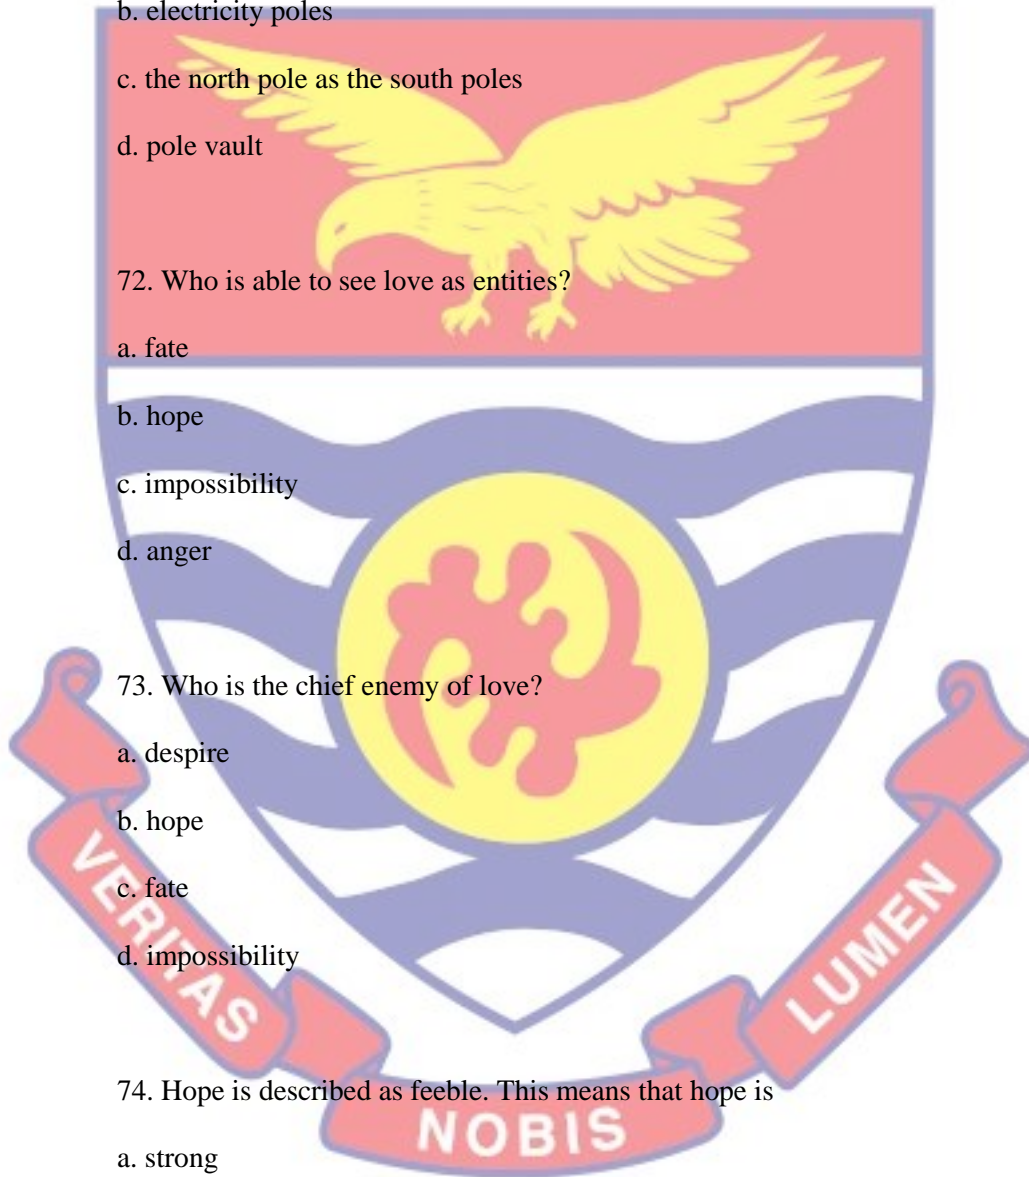 b. electricity poles
c. the north pole as the south poles
d. pole vault
72. Who is able to see love as entities?
a. fate
b. hope
c. impossibility
d. anger
73. Who is the chief enemy of love?
a. despire
b. hope
c. fate
d. impossibility
74. Hope is described as feeble. This means that hope is
a. strong
VERITAS
NOBIS
LUMEN